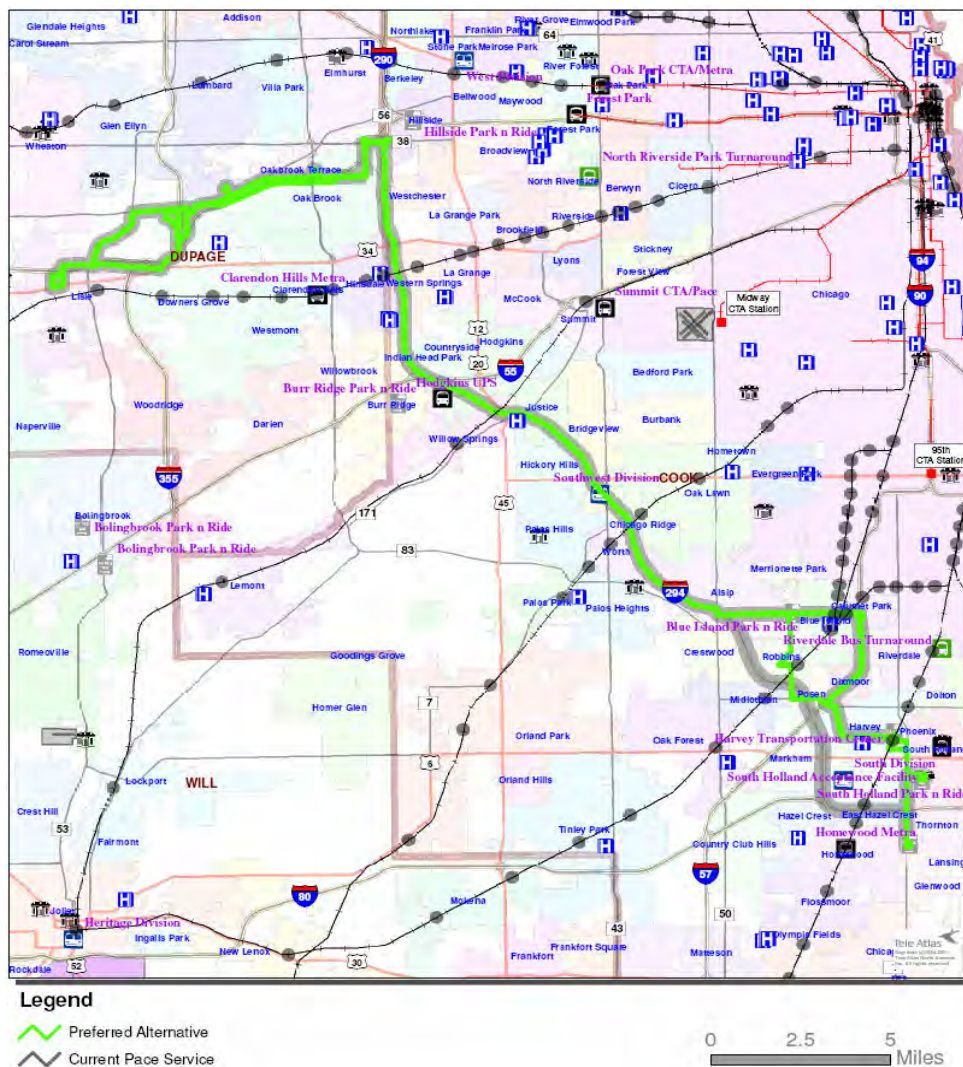 Glendale Heights
Addison
Northlake
Franklin Park
River Grove
Elmwood Park
64
41
Carol Stream
Stone Park
Melrose Park
Elmhurst
290
Berkeley
River Forest
Oak Park CTA/Metra
Lombard
Villa Park
West Division
Oak Park
Bellwood
Maywood
Forest Park
56
Glen Ellyn
Hillside
Hillside Park n Ride
Forest Park
Wheaton
38
Broadview
North Riverside Park Turnaround
Oakbrook Terrace
North Riverside
Berwyn
Cicero
Oak Brook
Westchester
La Grange Park
Riverside
Brookfield
Stickney
34
DUPAGE
La Grange
Lyons
Forest View
94
Clarendon Hills Metra
Hinsdale
Western Springs
Lisle
Downers Grove
McCook
Summit CTA/Pace
Midway
CTA Station
Chicago
90
Summit
Westmont
12
Hodgkins
Countryside
Indian Head Park
20
55
Willowbrook
Bedford Park
Burr Ridge Park n Ride
Hodgkins UPS
Woodridge
Burr Ridge
Justice
Naperville
Darien
Bridgeview
Burbank
Willow Springs
Hometown
95th
CTA Station
355
Hickory Hills
Southwest Division
COOK
Evergreen Park
Oak Lawn
45
Bolingbrook
171
Bolingbrook Park n Ride
Palos Hills
Chicago Ridge
Bolingbrook Park n Ride
83
Worth
Merrionette Park
Lemont
294
Alsip
Palos Park
Palos Heights
Calumet Park
Blue Island Park n Ride
Riverdale Bus Turnaround
Romeoville
Goodings Grove
Crestwood
Robbins
Riverdale
Dixmoor
Homer Glen
7
Midlothian
Posen
Dolton
Harvey
Phoenix
Orland Park
Oak Forest
Harvey Transportation Center
South Holland
6
Markham
South Division
Lockport
WILL
Orland Hills
South Holland Acceptance Facility
South Holland Park n Ride
Crest Hill
53
Hazel Crest
East Hazel Crest
Thornton
Fairmont
Tinley Park
Homewood Metra
Country Club Hills
Homewood
Lansing
80
57
Glenwood
Joliet
Mokena
Flossmoor
Heritage Division
50
Ingalls Park
43
Olympic Fields
New Lenox
Frankfort Square
Tele Atlas
Rockdale
52
30
Frankfort
Matteson
Legend
Preferred Alternative
Current Pace Service
0 2.5 5
Miles